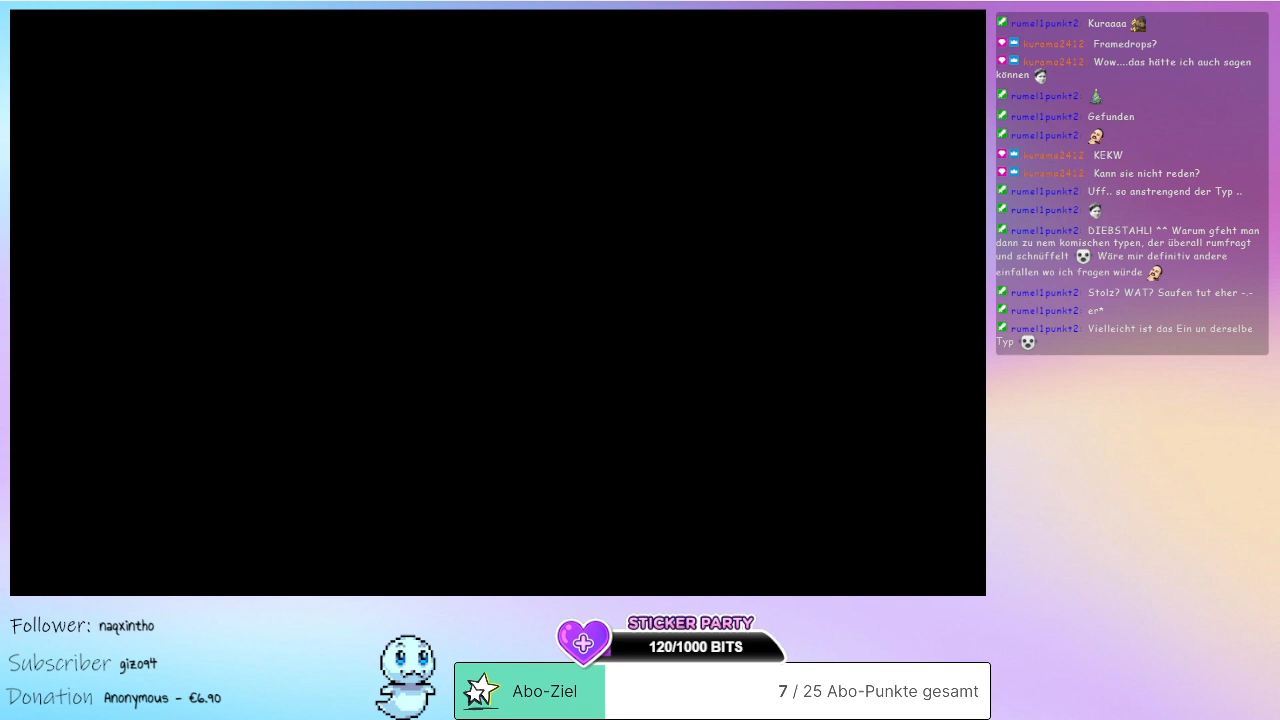 rumel1punkt2: Kuraaaa
kurama2412: Framedrops?
kurama2412: Wow....das hätte ich auch sagen
können
rumel1punkt2:
rumel1punkt2: Gefunden
rumel1punkt2:
kurama2412: KEKW
kurama2412: Kann sie nicht reden?
rumel1punkt2: Uff.. so anstrengend der Typ ..
rumel1punkt2:
rumel1punkt2: DIEBSTAHL! ^^ Warum gfeht man
dann zu nem komischen typen, der überall rumfragt
und schnüffelt Wäre mir definitiv andere
einfallen wo ich fragen würde
rumel1punkt2: Stolz? WAT? Saufen tut eher -.-
rumel1punkt2: er*
rumel1punkt2: Vielleicht ist das Ein un derselbe
Typ
Follower: naqxintho
Subscriber gizo94
Donation Anonymous - €6.90
STICKER PARTY
120/1000 BITS
Abo-Ziel
7 / 25 Abo-Punkte gesamt